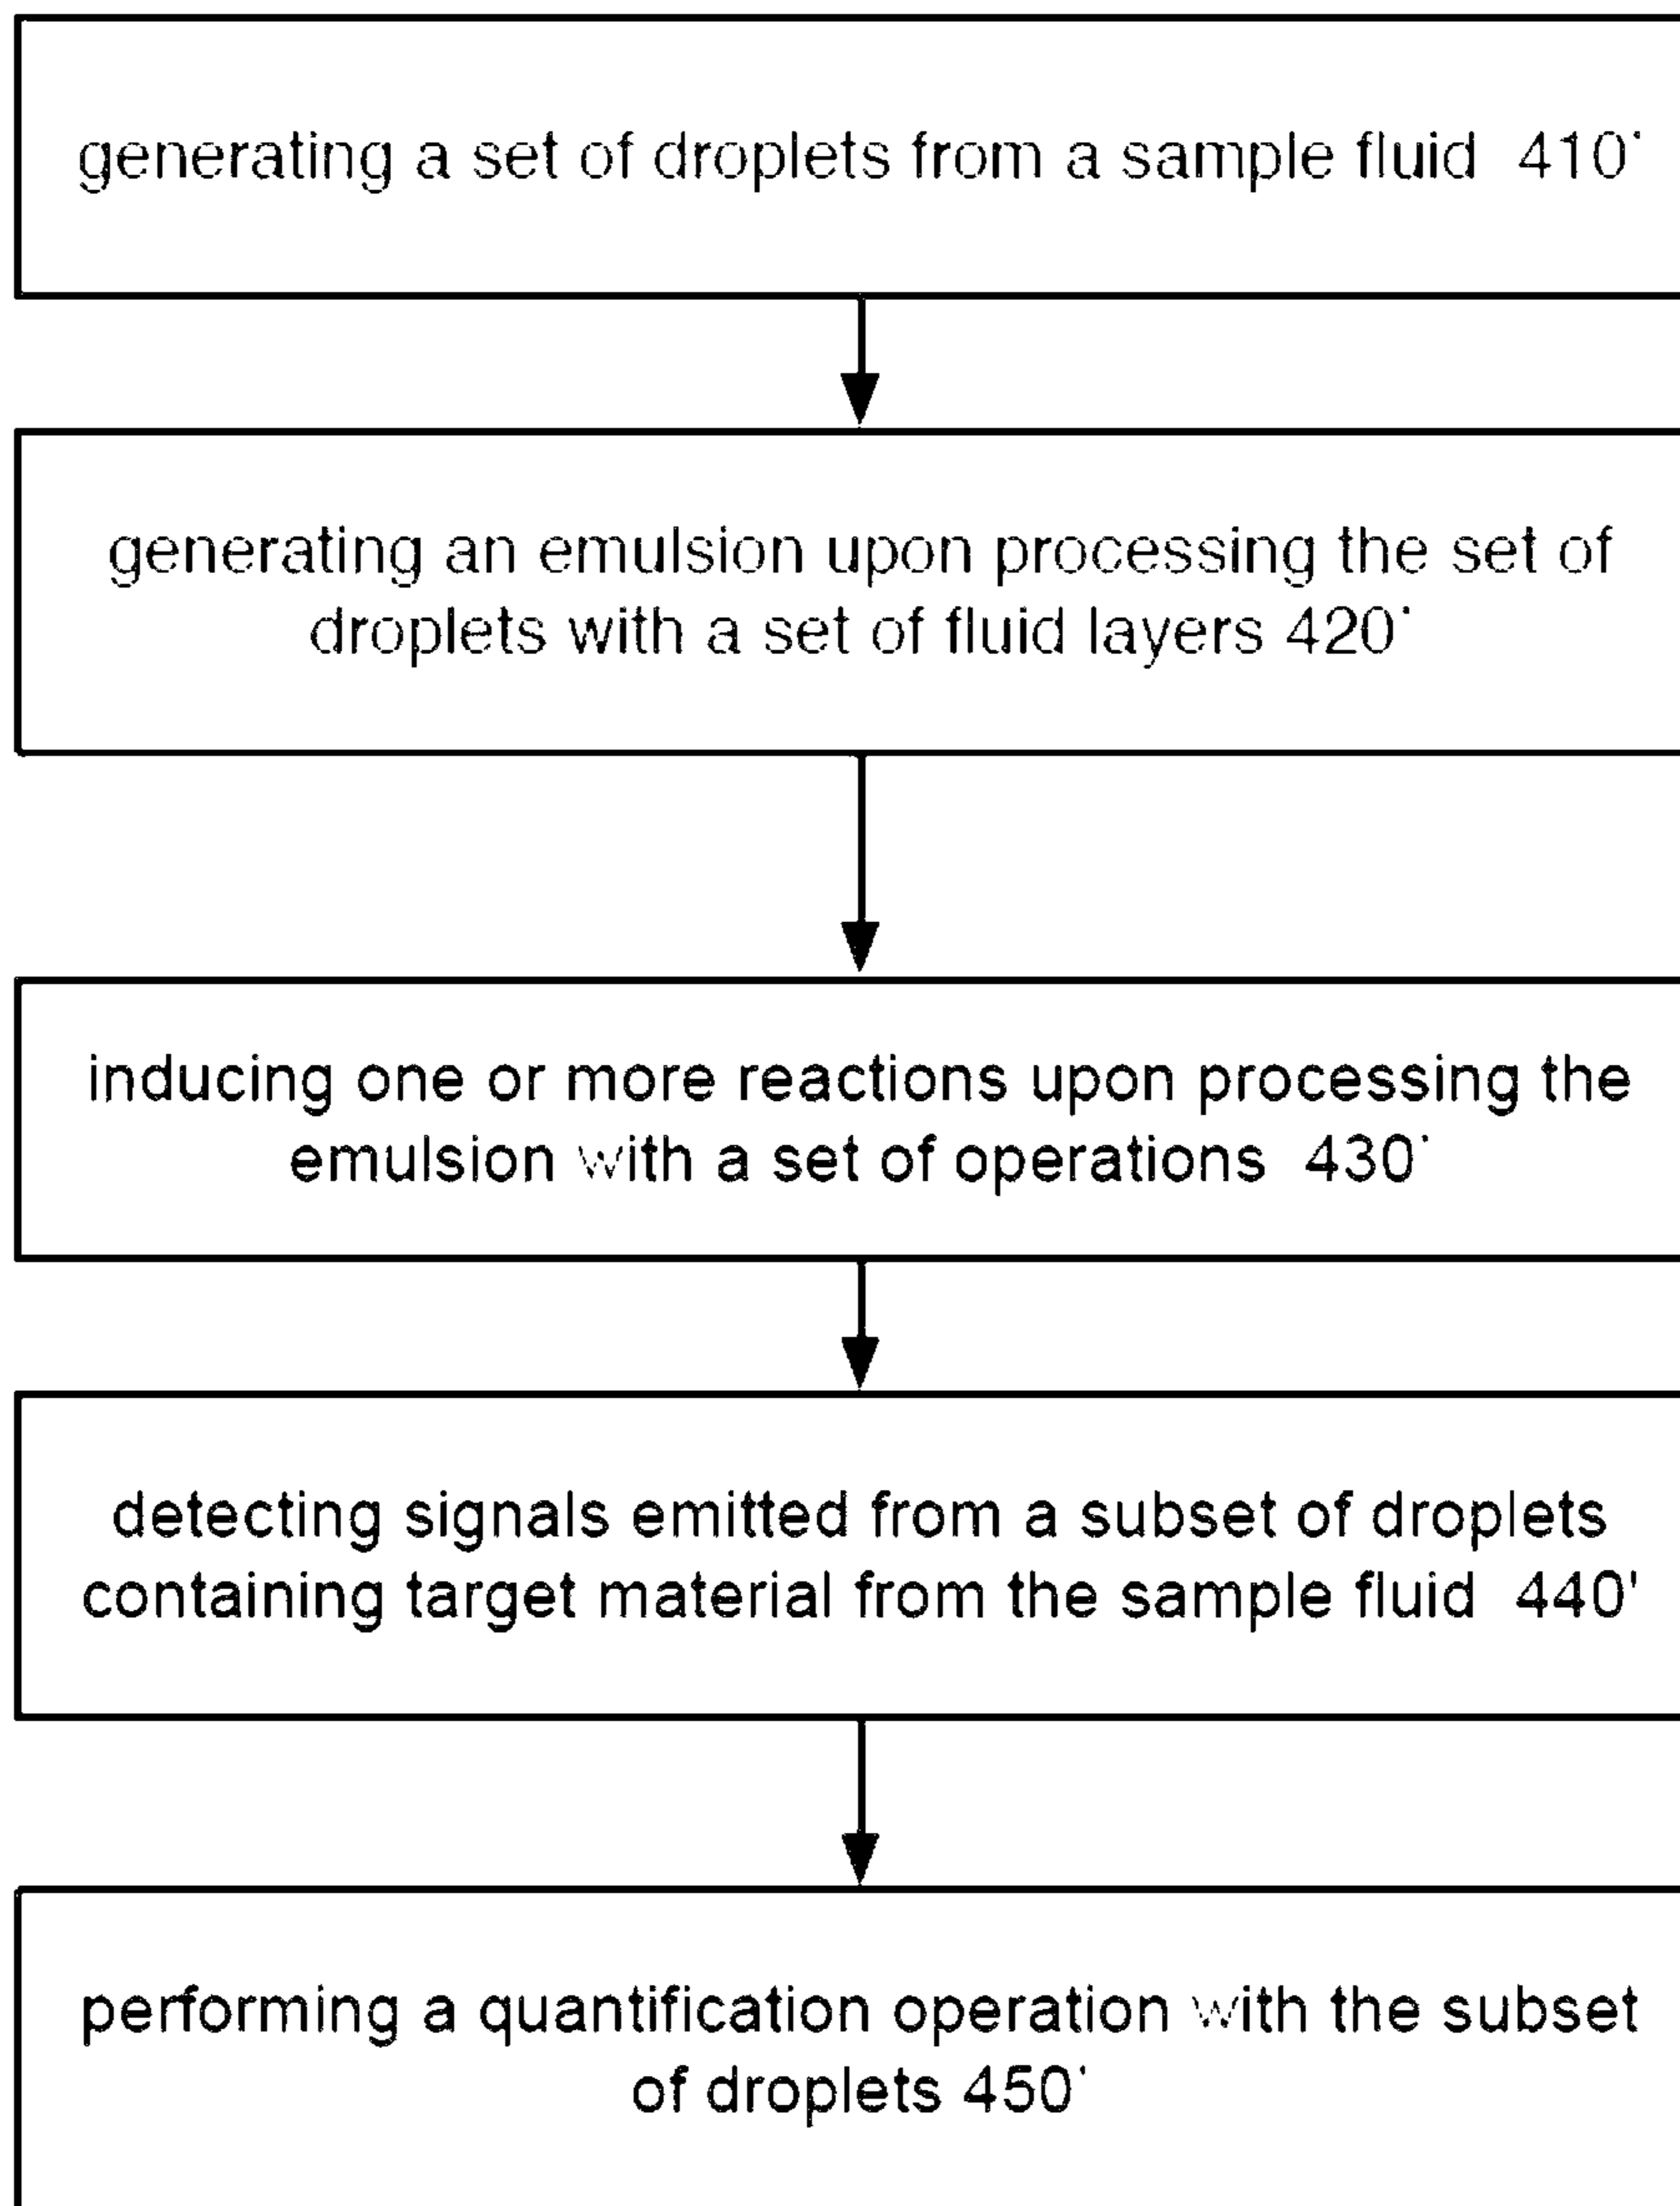 generating a set of droplets from a sample fluid 410'
generating an emulsion upon processing the set of
droplets with a set of fluid layers 420'
inducing one or more reactions upon processing the
emulsion with a set of operations 430'
detecting signals emitted from a subset of droplets
containing target material from the sample fluid 440'
performing a quantification operation with the subset
of droplets 450'